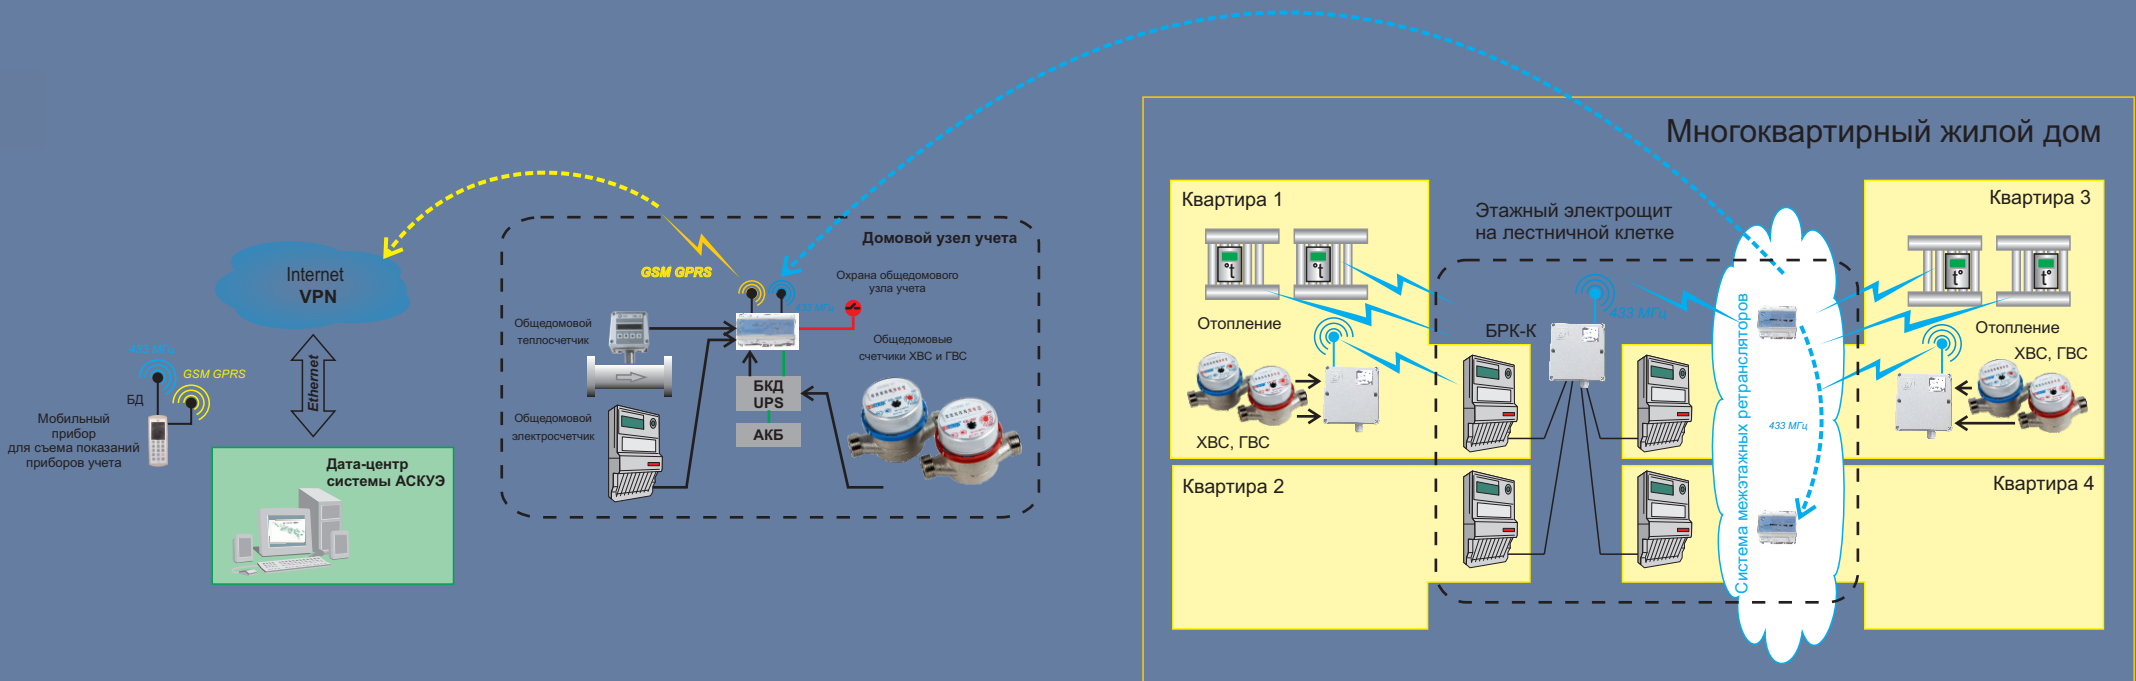 Многоквартирный жилой дом
Квартира 1
Отопление
ХВС, ГВС
Квартира 2
Этажный электрощит
на лестничной клетке
БРК-К
433 МГц
Система межэтажных ретрансляторов
433 МГц
Квартира 3
Отопление
ХВС, ГВС
Квартира 4
Домовой узел учета
GSM GPRS
433 МГц
Охрана общедомового
узла учета
Общедомовой
теплосчетчик
Общедомовые
счетчики ХВС и ГВС
БКД
UPS
АКБ
Общедомовой
электросчетчик
Internet
VPN
Ethernet
433 МГц
GSM GPRS
БД
Мобильный
прибор
для съема показаний
приборов учета
Дата-центр
системы АСКУЭ
°t
°t
t°
t°